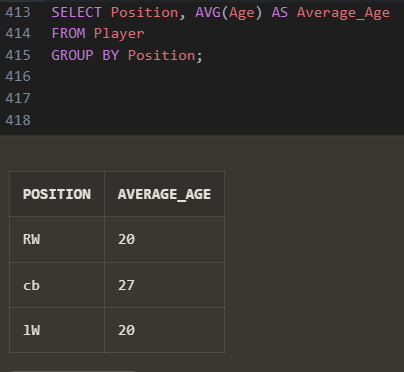 413 SELECT Position, AVG(Age) AS Average_Age
414 FROM Player
415 GROUP BY Position;
416
417
418
POSITION AVERAGE_AGE
RW 20
cb 27
lW 20